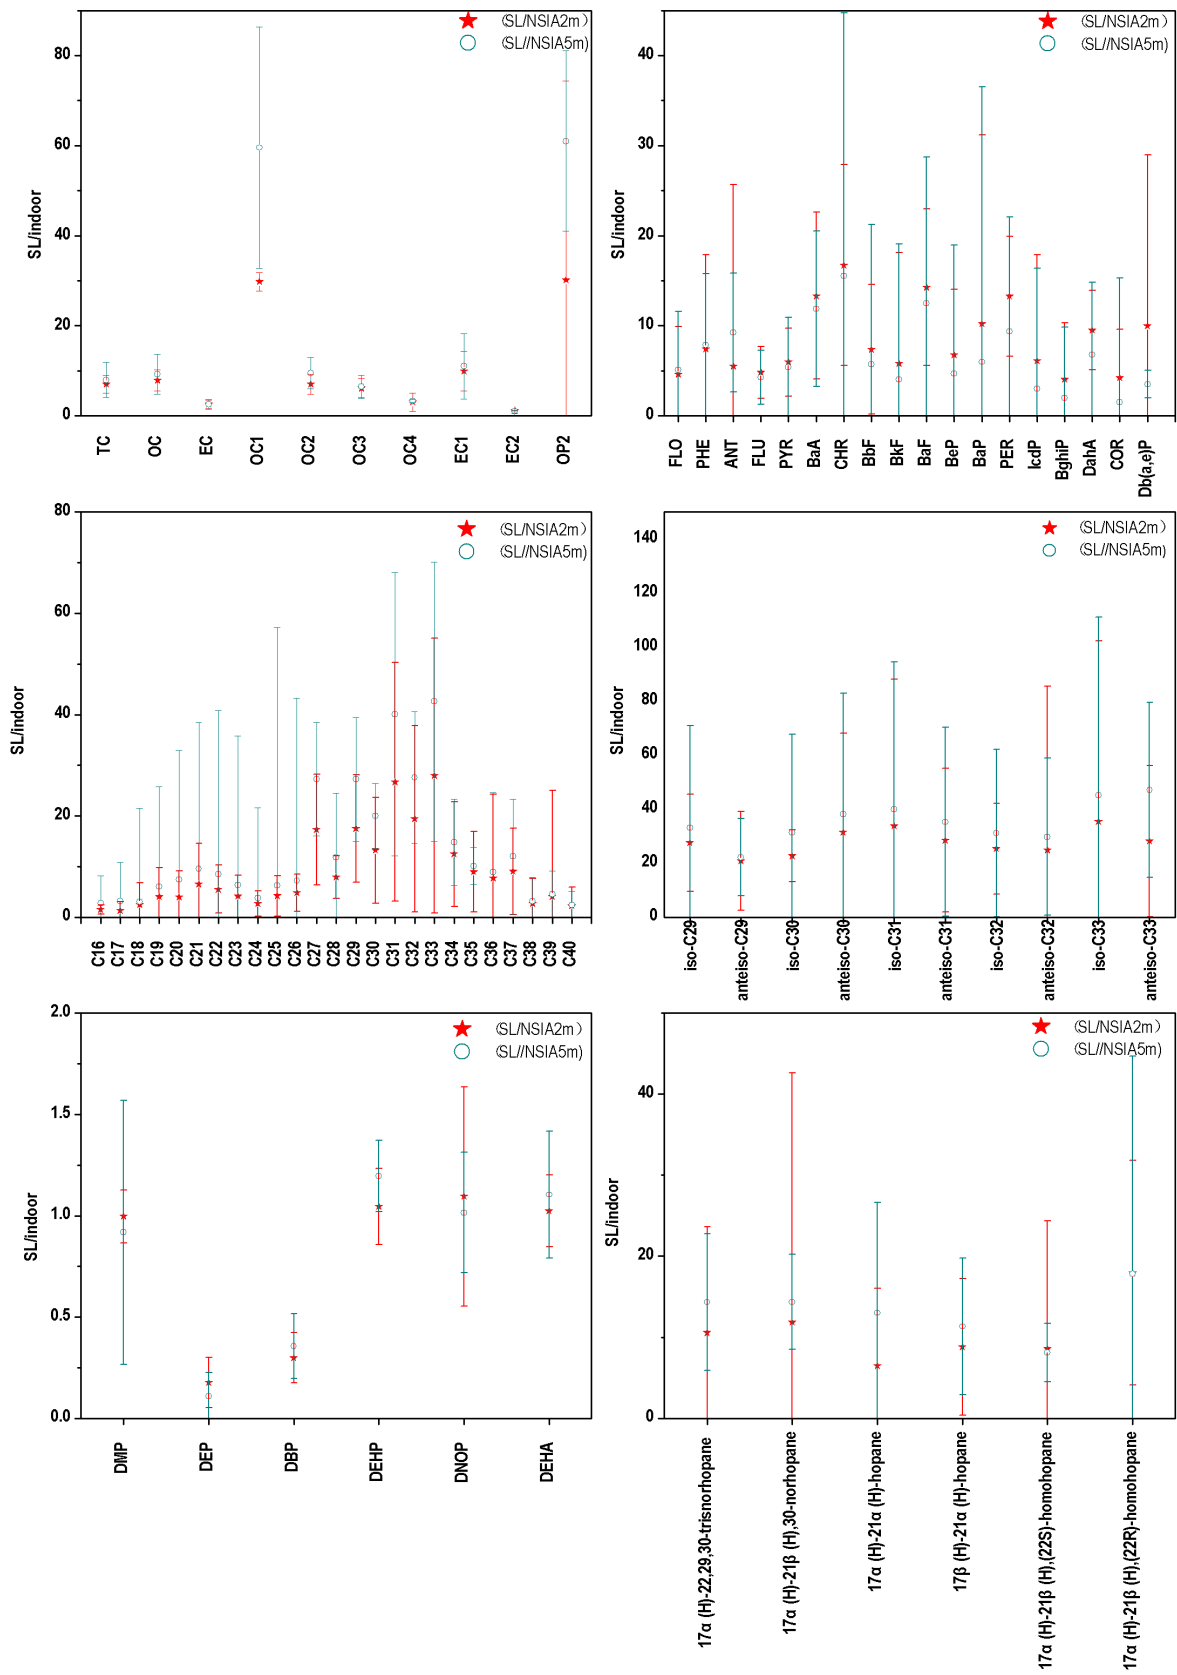 (SL/NSIA2m)
(SL//NSIA5m)
80
60
40
20
0
SL/indoor
TC
OC
EC
OC1
OC2
OC3
OC4
EC1
EC2
OP2
(SL/NSIA2m)
(SL//NSIA5m)
40
30
20
10
0
SL/indoor
FLO
PHE
ANT
FLU
PYR
BaA
CHR
BbF
BkF
BaF
BeP
BaP
PER
IcdP
BghiP
DahA
COR
Db(a,e)P
(SL/NSIA2m)
(SL//NSIA5m)
80
60
40
20
0
SL/indoor
C16
C17
C18
C19
C20
C21
C22
C23
C24
C25
C26
C27
C28
C29
C30
C31
C32
C33
C34
C35
C36
C37
C38
C39
C40
(SL/NSIA2m)
(SL//NSIA5m)
140
120
100
80
60
40
20
0
SL/indoor
iso-C29
anteiso-C29
iso-C30
anteiso-C30
iso-C31
anteiso-C31
iso-C32
anteiso-C32
iso-C33
anteiso-C33
(SL/NSIA2m)
(SL//NSIA5m)
2.0
1.5
1.0
0.5
0.0
SL/indoor
DMP
DEP
DBP
DEHP
DNOP
DEHA
(SL/NSIA2m)
(SL//NSIA5m)
40
20
0
SL/indoor
17α (H)-22,29,30-trisnorhopane
17α (H)-21β (H),30-norhopane
17α (H)-21α (H)-hopane
17β (H)-21α (H)-hopane
17α (H)-21β (H),(22S)-homohopane
17α (H)-21β (H),(22R)-homohopane